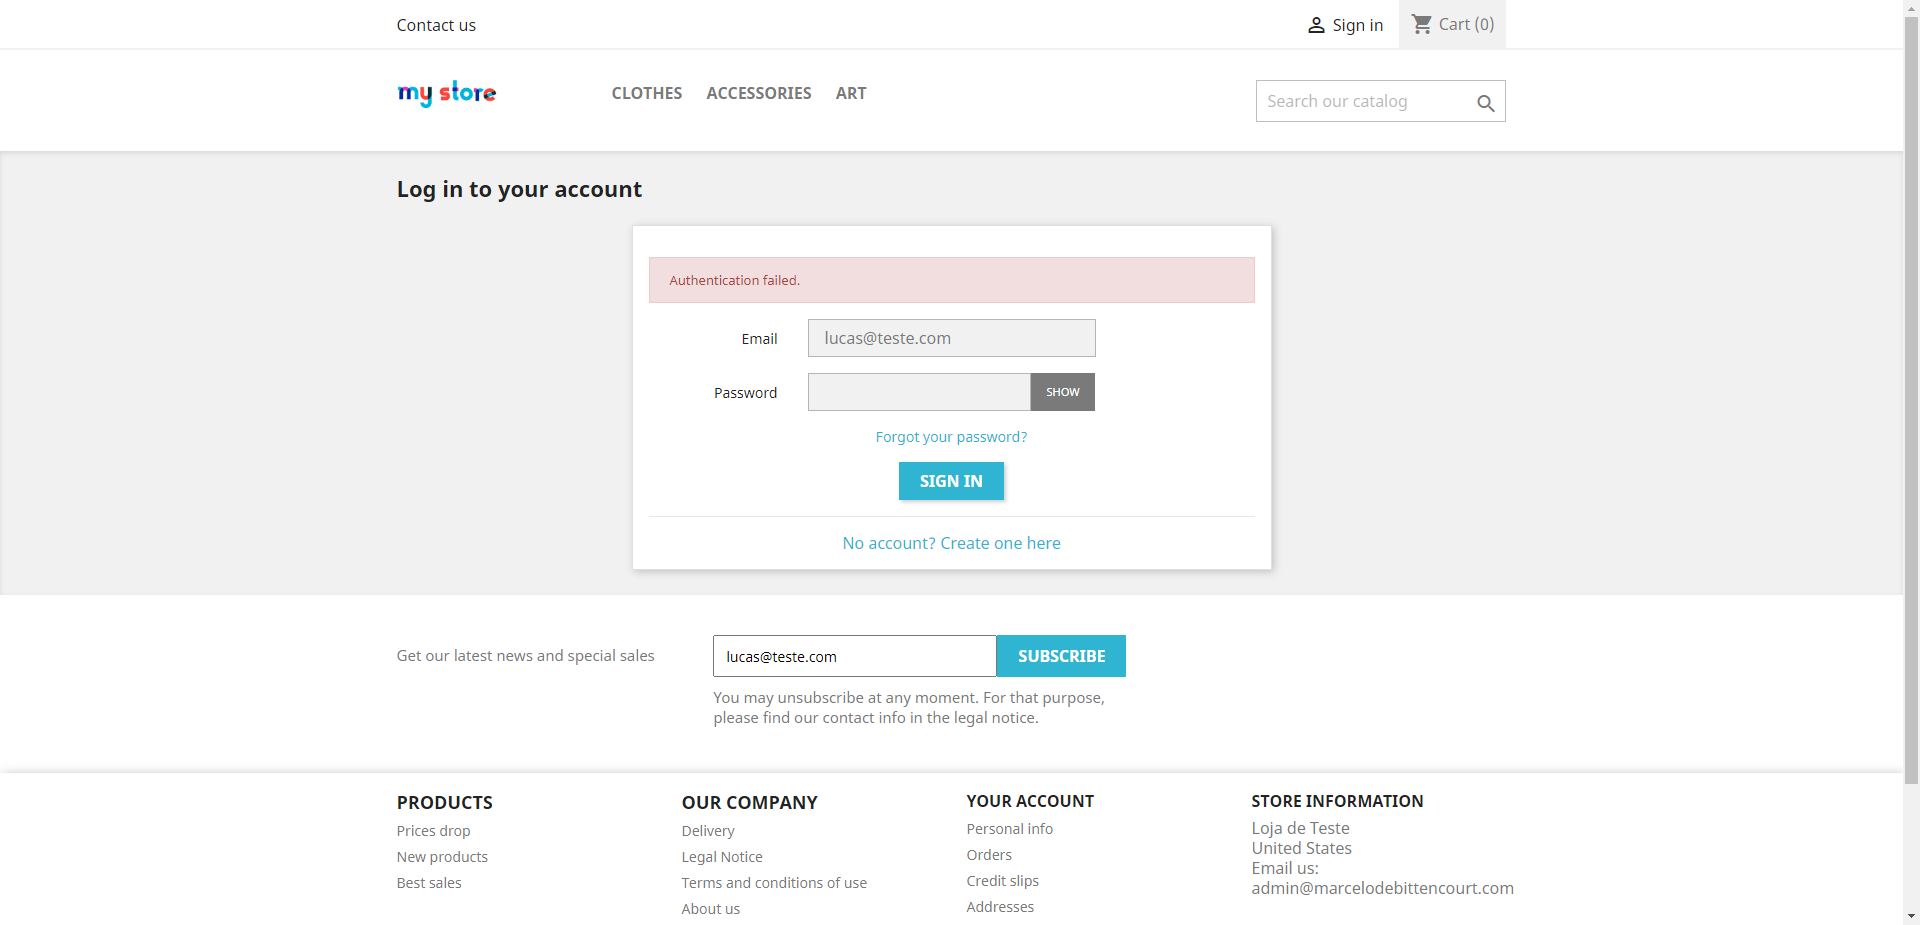 Contact us
Sign in
Cart (0)
my store
CLOTHES
ACCESSORIES
ART
Search our catalog
Log in to your account
Authentication failed.
Email
lucas@teste.com
Password
SHOW
Forgot your password?
SIGN IN
No account? Create one here
Get our latest news and special sales
lucas@teste.com
SUBSCRIBE
You may unsubscribe at any moment. For that purpose,
please find our contact info in the legal notice.
PRODUCTS
Prices drop
New products
Best sales
OUR COMPANY
Delivery
Legal Notice
Terms and conditions of use
About us
YOUR ACCOUNT
Personal info
Orders
Credit slips
Addresses
STORE INFORMATION
Loja de Teste
United States
Email us:
admin@marcelodebittencourt.com